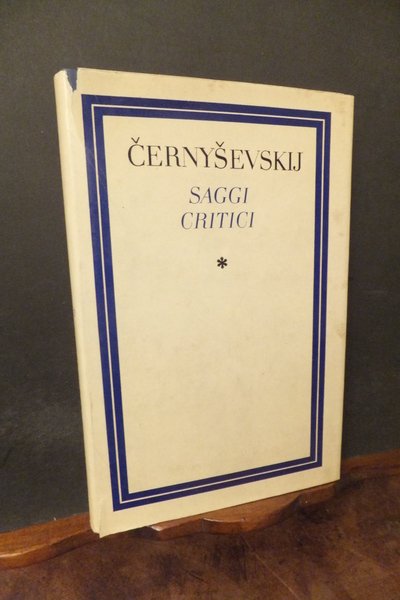 ČERNYŠEVSKIJ
SAGGI
CRITICI
*